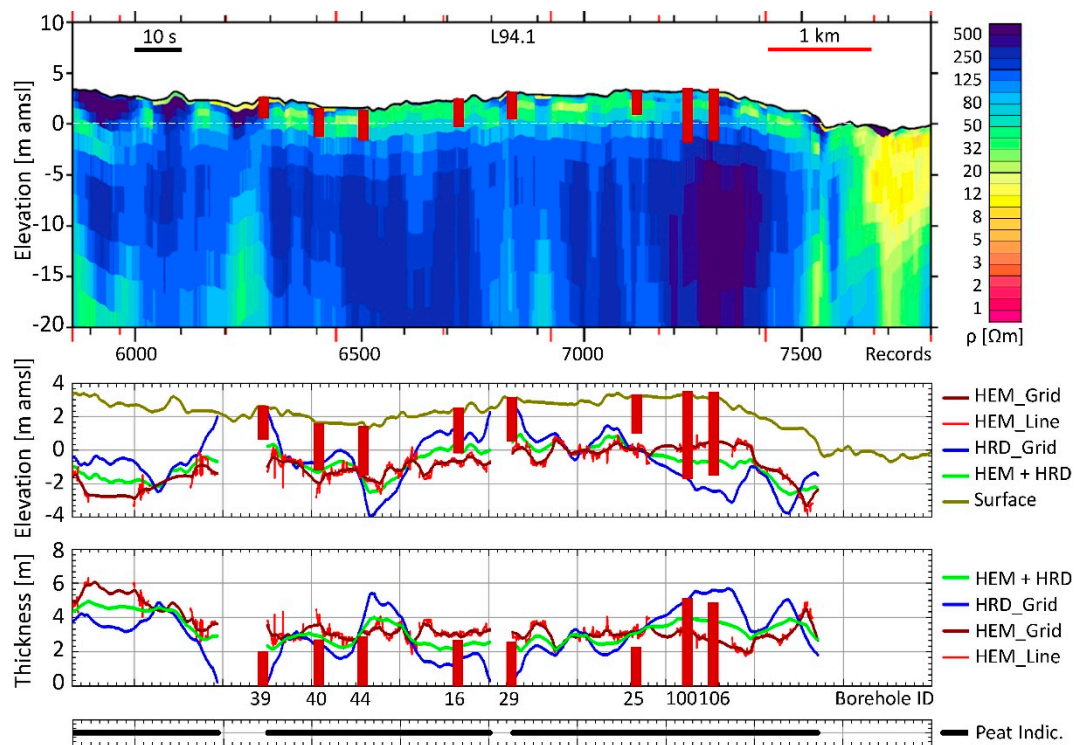 10 s L94.1 1 km
Elevation [m amsl]
10
5
0
-5
-10
-15
-20
6000 6500 7000 7500 Records
500
250
125
80
50
32
20
12
8
5
3
2
1
ρ [Ωm]
Elevation [m amsl]
4
2
0
-2
-4
HEM_Grid
HEM_Line
HRD_Grid
HEM + HRD
Surface
Thickness [m]
8
6
4
2
0
HEM + HRD
HRD_Grid
HEM_Grid
HEM_Line
39 40 44 16 29 25 100106 Borehole ID
Peat Indic.